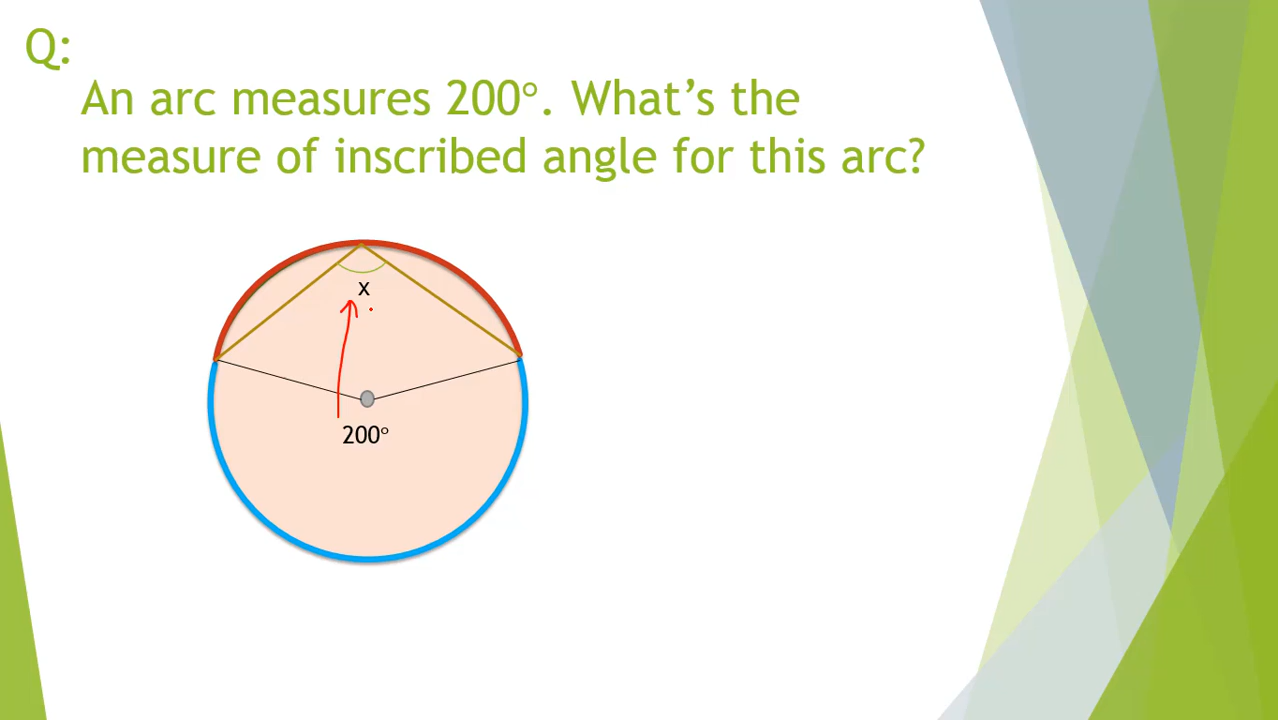 Q:
An arc measures 200°. What’s the
measure of inscribed angle for this arc?
x
200°